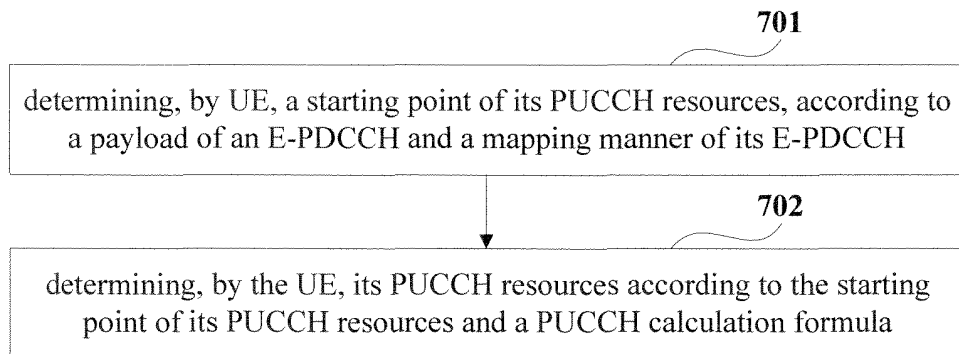 701
determining, by UE, a starting point of its PUCCH resources, according to
a payload of an E-PDCCH and a mapping manner of its E-PDCCH
702
determining, by the UE, its PUCCH resources according to the starting
point of its PUCCH resources and a PUCCH calculation formula